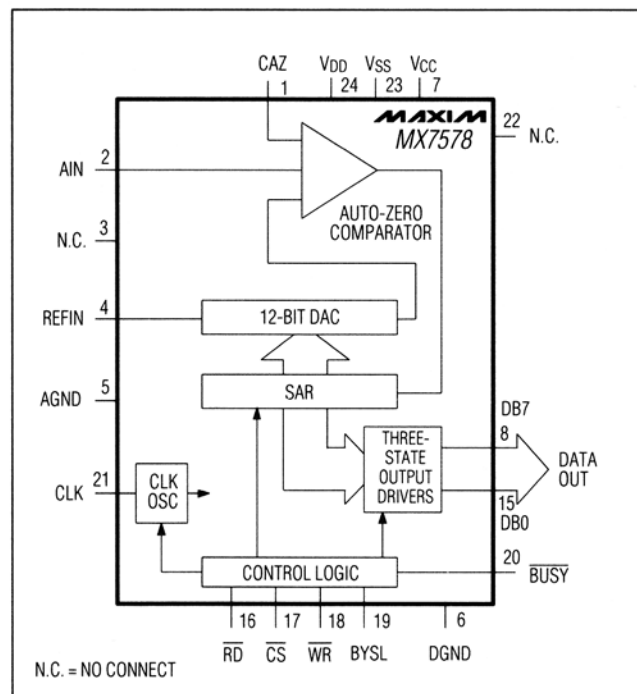 CAZ VDD VSS VCC
1 24 23 7
MAXIM
MX7578
22
N.C.
2
AIN
AUTO-ZERO
COMPARATOR
3
N.C.
4
REFIN
12-BIT DAC
5
AGND
SAR
DB7
8
THREE-
STATE
OUTPUT
DRIVERS
DATA
OUT
21
CLK
CLK
OSC
15
DB0
20
BUSY
CONTROL LOGIC
16 17 18 19 6
RD CS WR BYSL DGND
N.C. = NO CONNECT